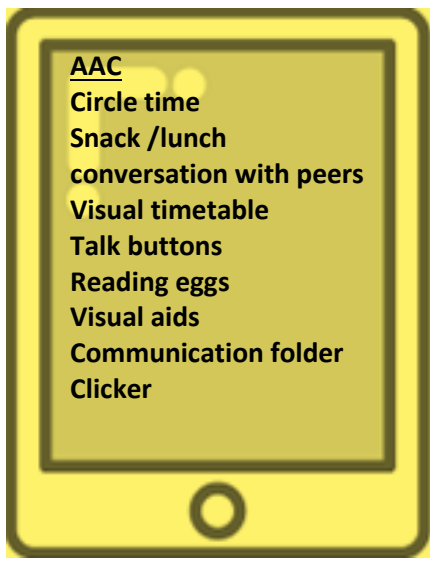 AAC
Circle time
Snack /lunch
conversation with peers
Visual timetable
Talk buttons
Reading eggs
Visual aids
Communication folder
Clicker